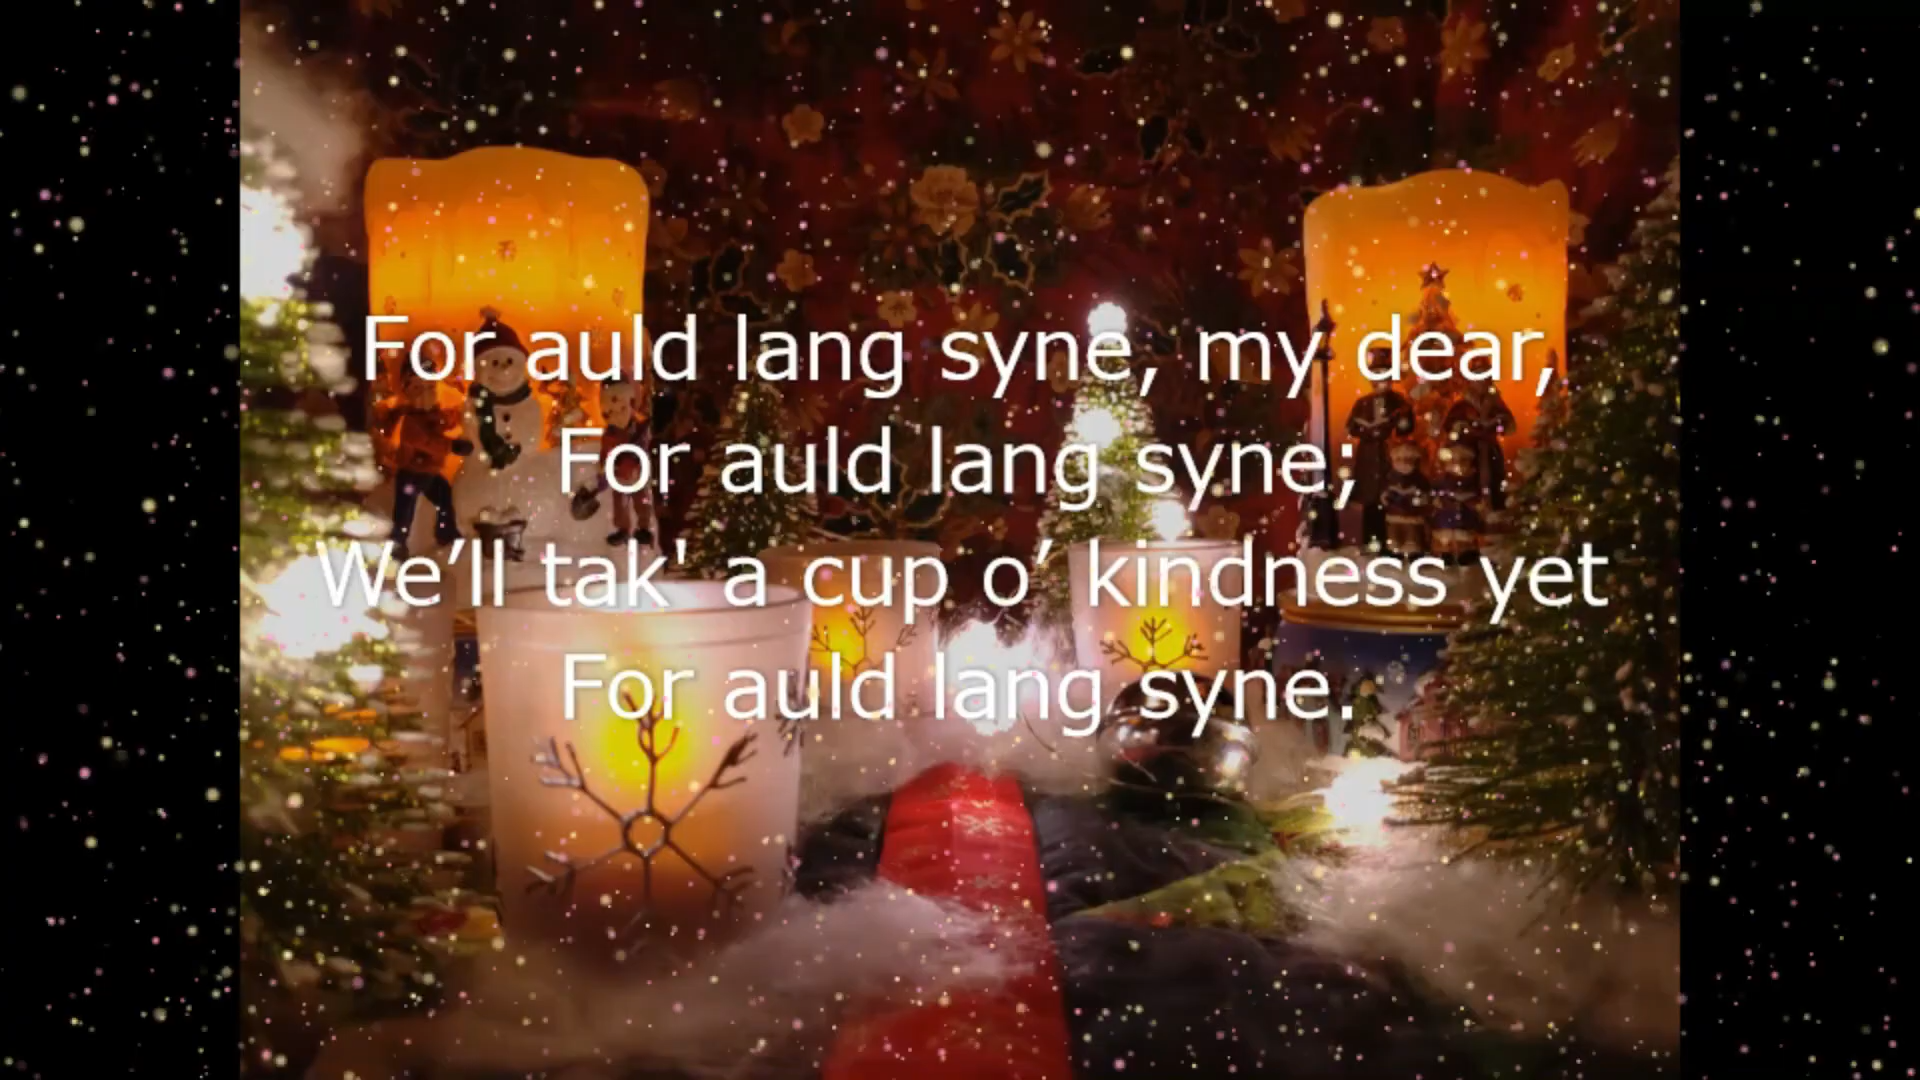 For auld lang syne, my dear,
For auld lang syne;
We’ll tak' a cup o’ kindness yet
For auld lang syne.